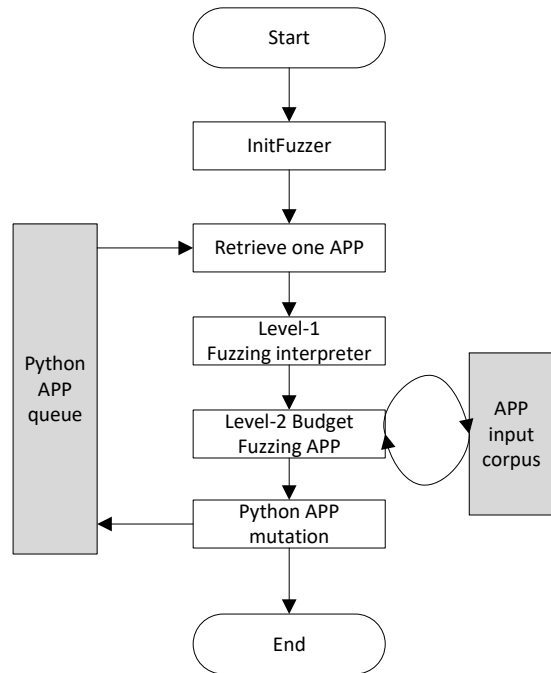 Start
InitFuzzer
Retrieve one APP
Level-1
Fuzzing interpreter
Python
APP
queue
Level-2 Budget
Fuzzing APP
APP
input
corpus
Python APP
mutation
End